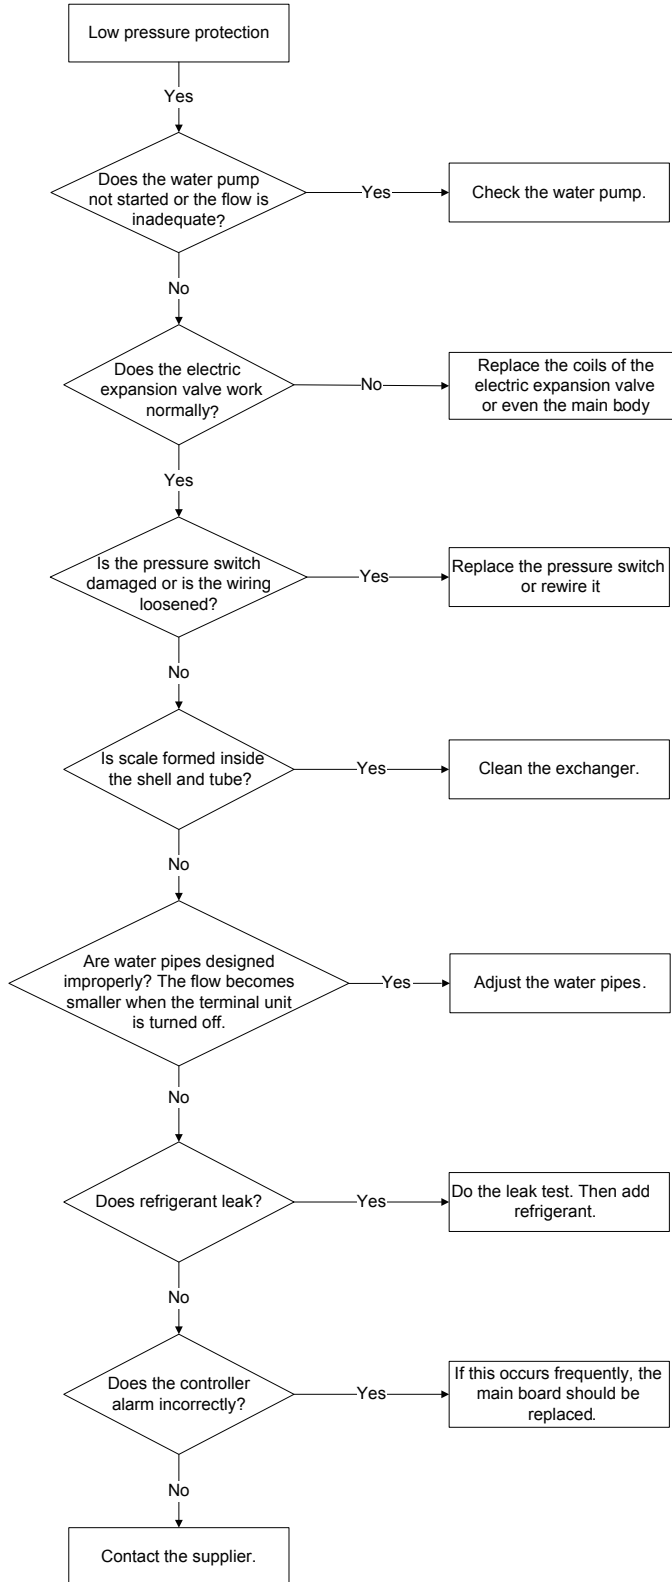 Low pressure protection
Yes
Does the water pump
not started or the flow is
inadequate?
Yes
Check the water pump.
No
Does the electric
expansion valve work
normally?
No
Replace the coils of the
electric expansion valve
or even the main body
Yes
Is the pressure switch
damaged or is the wiring
loosened?
Yes
Replace the pressure switch
or rewire it
No
Is scale formed inside
the shell and tube?
Yes
Clean the exchanger.
No
Are water pipes designed
improperly? The flow becomes
smaller when the terminal unit
is turned off.
Yes
Adjust the water pipes.
No
Does refrigerant leak?
Yes
Do the leak test. Then add
refrigerant.
No
Does the controller
alarm incorrectly?
Yes
If this occurs frequently, the
main board should be
replaced.
No
Contact the supplier.